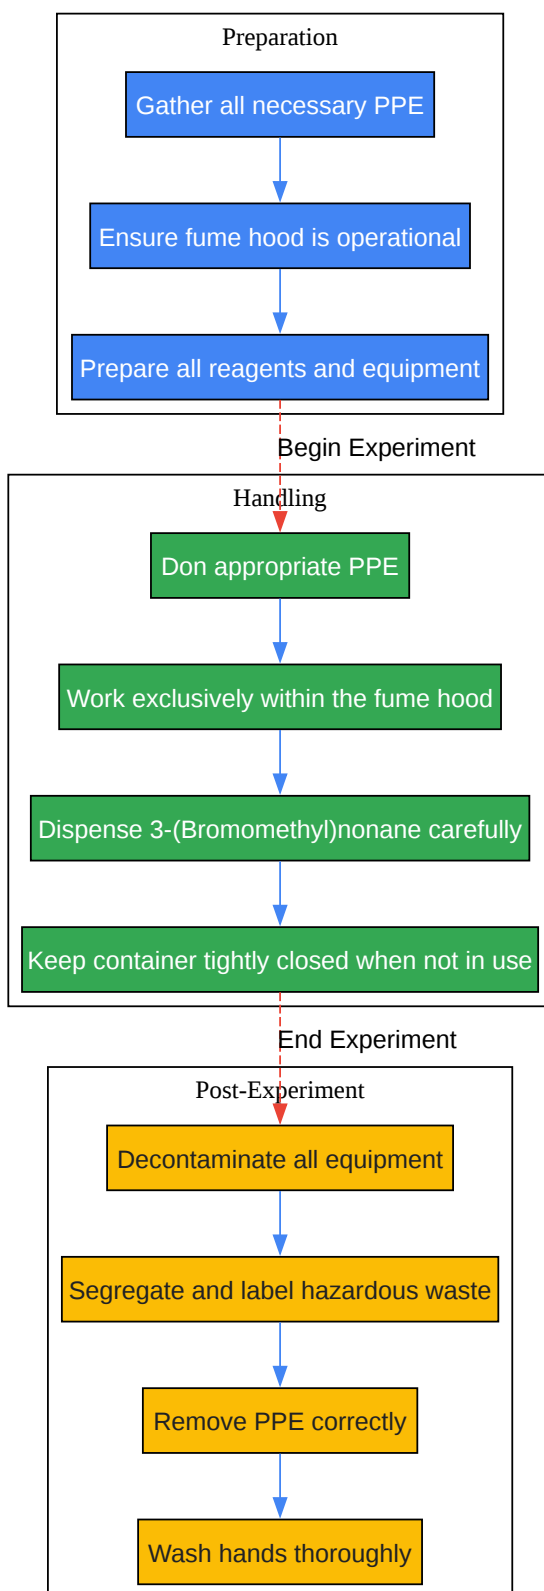 Preparation
Gather all necessary PPE
Ensure fume hood is operational
Prepare all reagents and equipment
Begin Experiment
Handling
Don appropriate PPE
Work exclusively within the fume hood
Dispense 3-(Bromomethyl)nonane carefully
Keep container tightly closed when not in use
End Experiment
Post-Experiment
Decontaminate all equipment
Segregate and label hazardous waste
Remove PPE correctly
Wash hands thoroughly